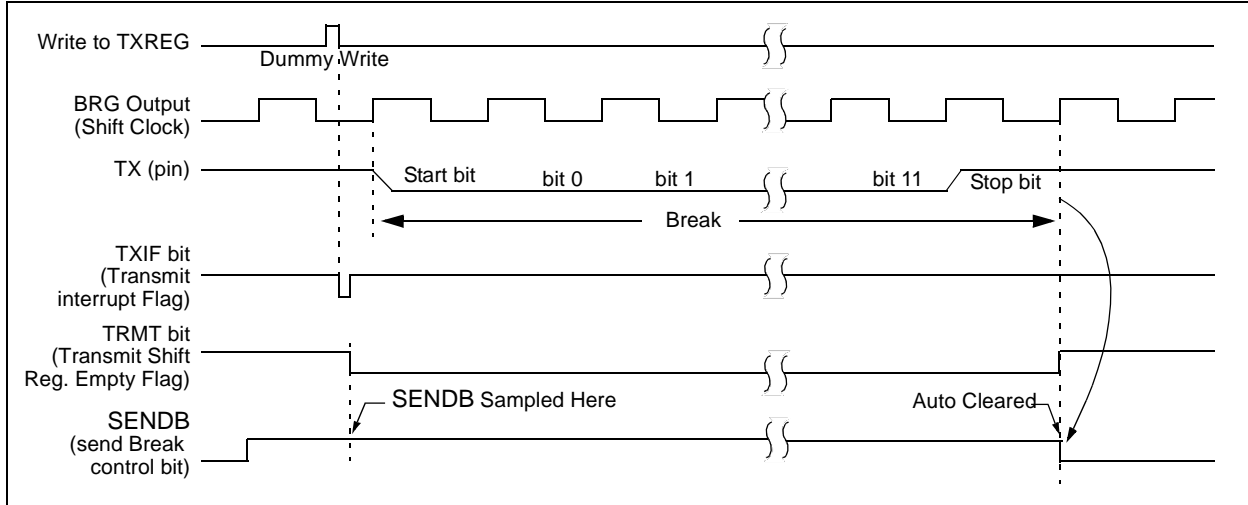 Write to TXREG
Dummy Write
BRG Output
(Shift Clock)
TX (pin)
Start bit
bit 0
bit 1
bit 11
Stop bit
Break
TXIF bit
(Transmit
interrupt Flag)
TRMT bit
(Transmit Shift
Reg. Empty Flag)
SENDB Sampled Here
Auto Cleared
SENDB
(send Break
control bit)